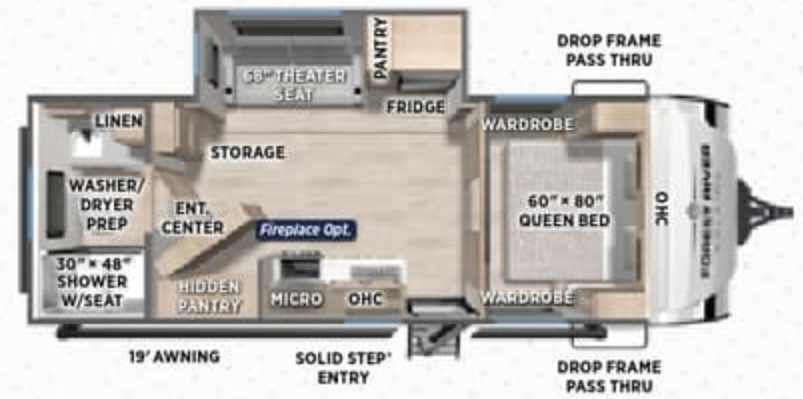 DROP FRAME
PASS THRU
PANTRY
68" THEATER
SEAT
FRIDGE
LINEN
STORAGE
WARDROBE
WASHER/
DRYER
PREP
ENT.
CENTER
Fireplace Opt.
60" × 80"
QUEEN BED
OHC
FOREST RIVER
30" × 48"
SHOWER
W/SEAT
HIDDEN
PANTRY
MICRO
OHC
WARDROBE
19' AWNING
SOLID STEP®
ENTRY
DROP FRAME
PASS THRU